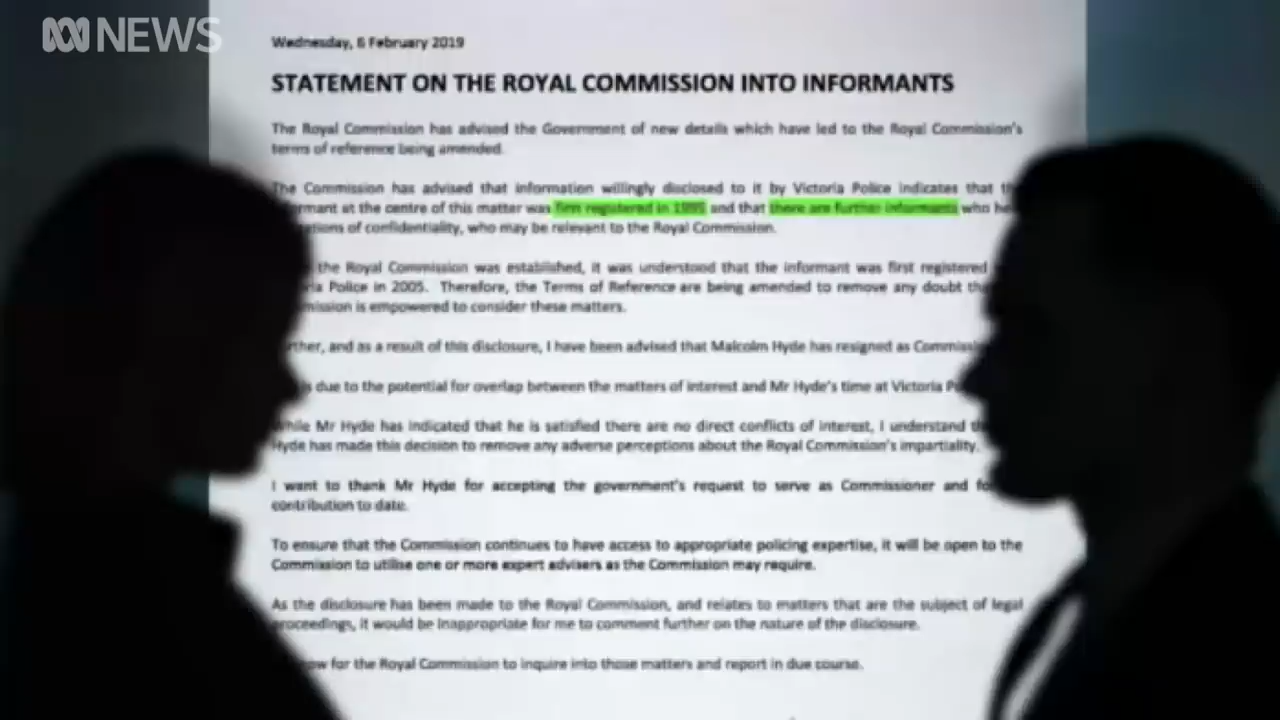 NEWS
Wednesday, 6 February 2019
STATEMENT ON THE ROYAL COMMISSION INTO INFORMANTS
The Royal Commission has advised the Government of new details which have led to the Royal Commission's
terms of reference being amended.
The Commission has advised that information willingly disclosed to it by Victoria Police indicates that
at the centre of this matter was first registered in 1995 and that there are further informants who
of confidentiality, who may be relevant to the Royal Commission.
the Royal Commission was established, it was understood that the informant was first registered
Police in 2005. Therefore, the Terms of Reference are being amended to remove any doubt
is empowered to consider these matters.
and as a result of this disclosure, I have been advised that Malcolm Hyde has resigned as
is due to the potential for overlap between the matters of interest and Mr Hyde's time at Victoria
While Mr Hyde has indicated that he is satisfied there are no direct conflicts of interest, I understand
Hyde has made this decision to remove any adverse perceptions about the Royal Commission's impartiality.
I want to thank Mr Hyde for accepting the government's request to serve as Commissioner and
contribution to date.
To ensure that the Commission continues to have access to appropriate policing expertise, it will be open to the
Commission to utilise one or more expert advisers as the Commission may require.
As the disclosure has been made to the Royal Commission, and relates to matters that are the subject of legal
proceedings, it would be inappropriate for me to comment further on the nature of the disclosure.
for the Royal Commission to inquire into those matters and report in due course.